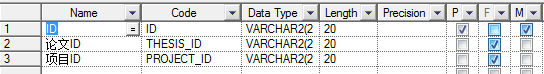 Name Code Data Type Length Precision P F M
1 ID = ID VARCHAR2(2 20
2 论文ID THESIS_ID VARCHAR2(2 20
3 项目ID PROJECT_ID VARCHAR2(2 20